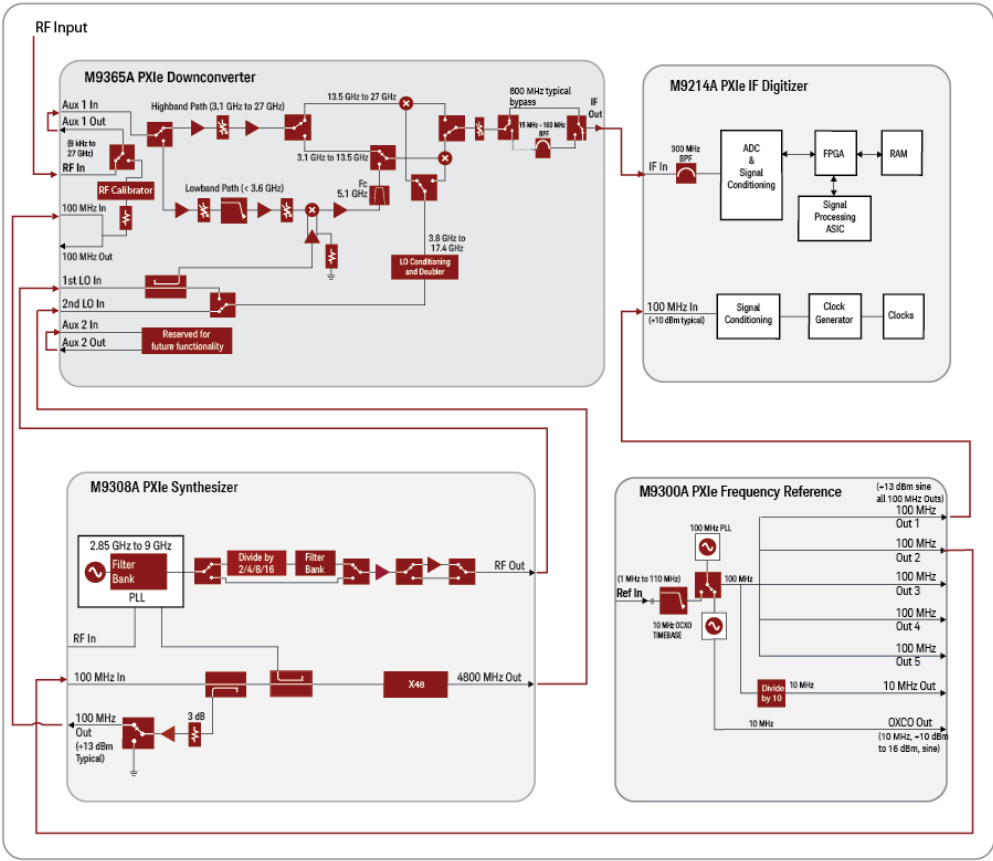 RF Input
M9365A PXIe Downconverter
Aux 1 In
Aux 1 Out
(9 kHz to
27 GHz)
RF In
Highband Path (3.1 GHz to 27 GHz)
13.5 GHz to 27 GHz
3.1 GHz to 13.5 GHz
800 MHz typical
bypass
15 MHz - 160 MHz
BPF
IF
Out
RF Calibrator
Lowband Path (< 3.6 GHz)
Fc
5.1 GHz
100 MHz In
100 MHz Out
3.8 GHz to
17.4 GHz
LO Conditioning
and Doubler
1st LO In
2nd LO In
Aux 2 In
Aux 2 Out
Reserved for
future functionality
M9214A PXIe IF Digitizer
300 MHz
BPF
IF In
ADC
&
Signal
Conditioning
FPGA
RAM
Signal
Processing
ASIC
100 MHz In
(+10 dBm typical)
Signal
Conditioning
Clock
Generator
Clocks
M9308A PXIe Synthesizer
2.85 GHz to 9 GHz
Filter
Bank
PLL
Divide by
2/4/8/16
Filter
Bank
RF Out
RF In
100 MHz In
X48
4800 MHz Out
100 MHz
Out
(+13 dBm
Typical)
3 dB
M9300A PXIe Frequency Reference
(+13 dBm sine
all 100 MHz Outs)
100 MHz
Out 1
100 MHz
Out 2
100 MHz
Out 3
100 MHz
Out 4
100 MHz
Out 5
100 MHz PLL
(1 MHz to 110 MHz)
Ref In
100 MHz
10 MHz OCXO
TIMEBASE
Divide
by 10
10 MHz
10 MHz Out
10 MHz
OXCO Out
(10 MHz, +10 dBm
to 16 dBm, sine)